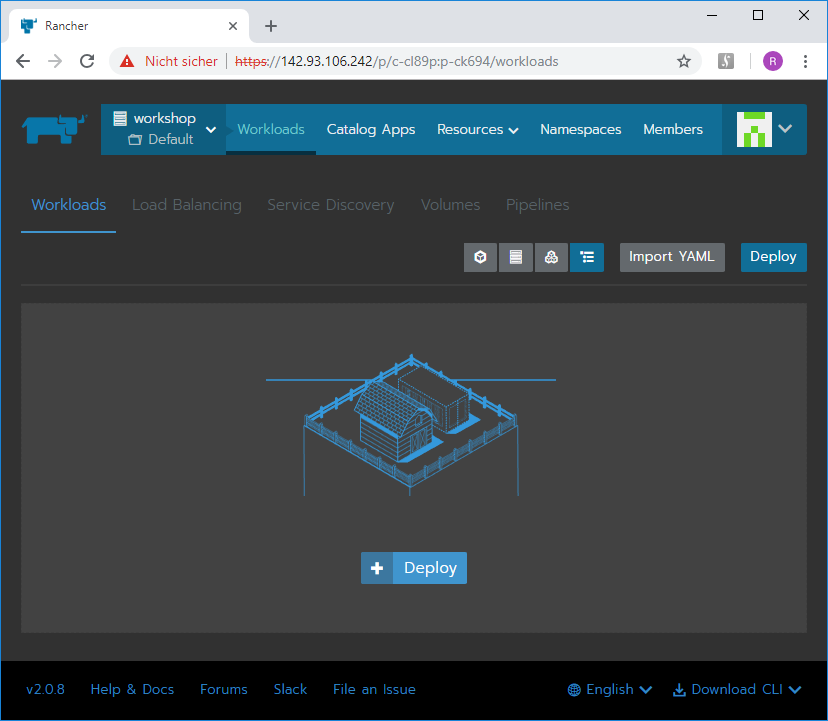 Rancher
Nicht sicher https://142.93.106.242/p/c-cl89p:p-ck694/workloads R
workshop
Default
Workloads Catalog Apps Resources Namespaces Members
Workloads Load Balancing Service Discovery Volumes Pipelines
Import YAML Deploy
Deploy
v2.0.8 Help & Docs Forums Slack File an Issue English Download CLI